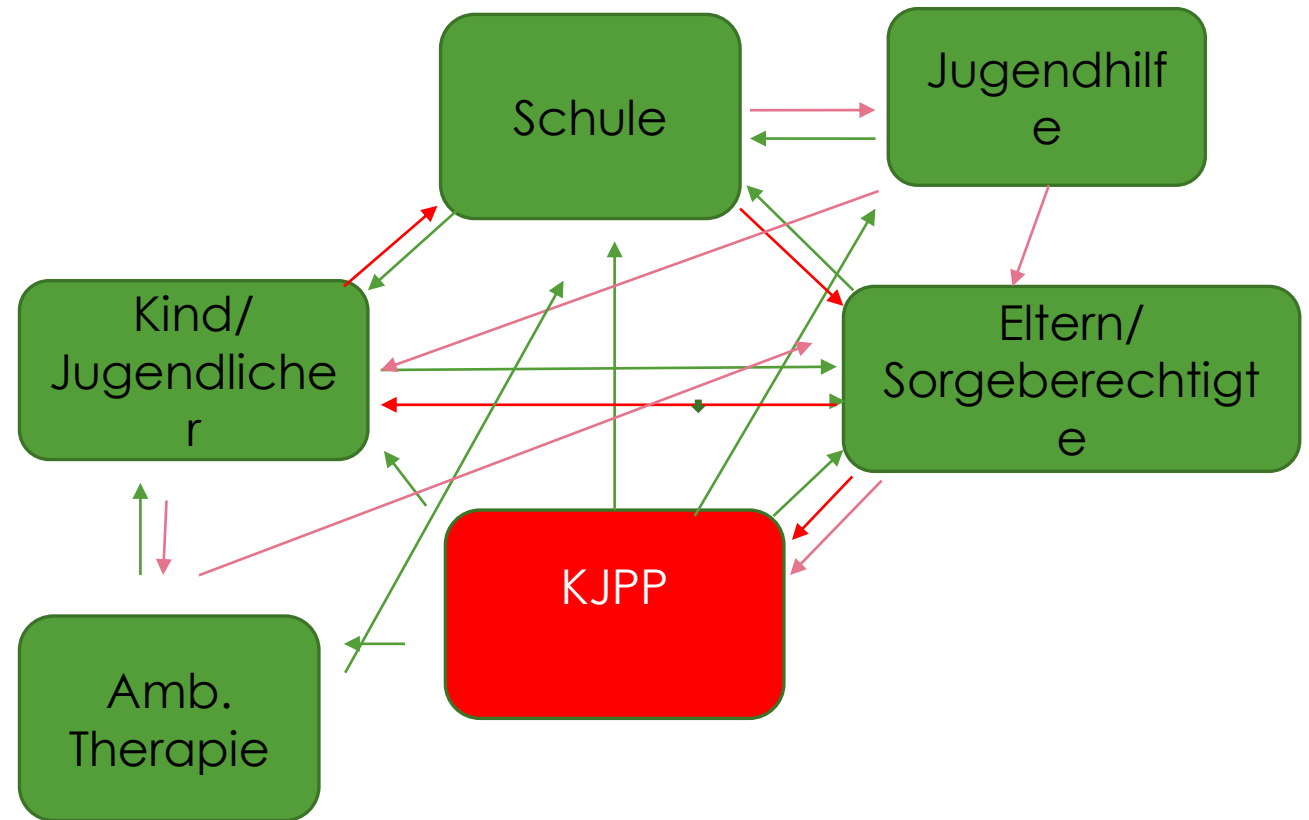 Schule
Jugendhilf
e
Kind/
Jugendliche
r
Eltern/
Sorgeberechtigt
e
KJPP
Amb.
Therapie